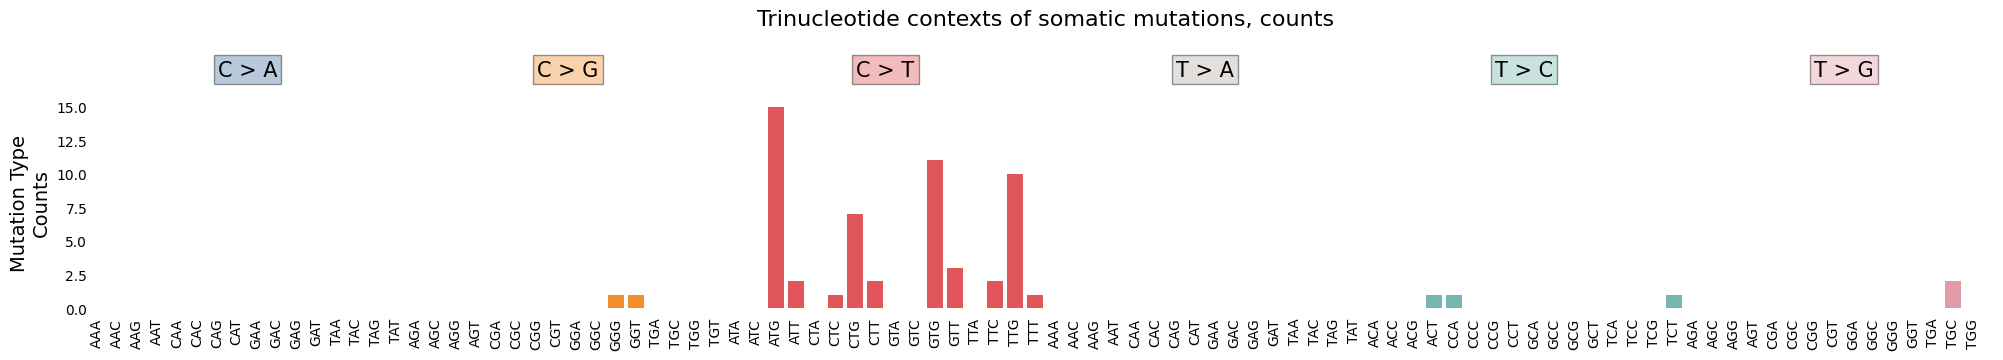 Trinucleotide contexts of somatic mutations, counts
C > A
C > G
C > T
T > A
T > C
T > G
Mutation Type
Counts
15.0
12.5
10.0
7.5
5.0
2.5
0.0
AAA AAC AAG AAT CAA CAC CAG CAT GAA GAC GAG GAT TAA TAC TAG TAT AGA AGC AGG AGT CGA CGC CGG CGT GGA GGC GGG GGT TGA TGC TGG TGT ATA ATC ATG ATT CTA CTC CTG CTT GTA GTC GTG GTT TTA TTC TTG TTT AAA AAC AAG AAT CAA CAC CAG CAT GAA GAC GAG GAT TAA TAC TAG TAT ACA ACC ACG ACT CCA CCC CCG CCT GCA GCC GCG GCT TCA TCC TCG TCT AGA AGC AGG AGT CGA CGC CGG CGT GGA GGC GGG GGT TGA TGC TGG